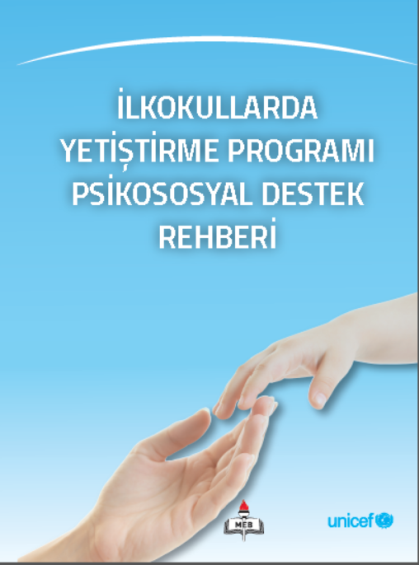 İLKOKULLARDA
YETİŞTİRME PROGRAMI
PSİKOSOSYAL DESTEK
REHBERİ
MEB
unicef